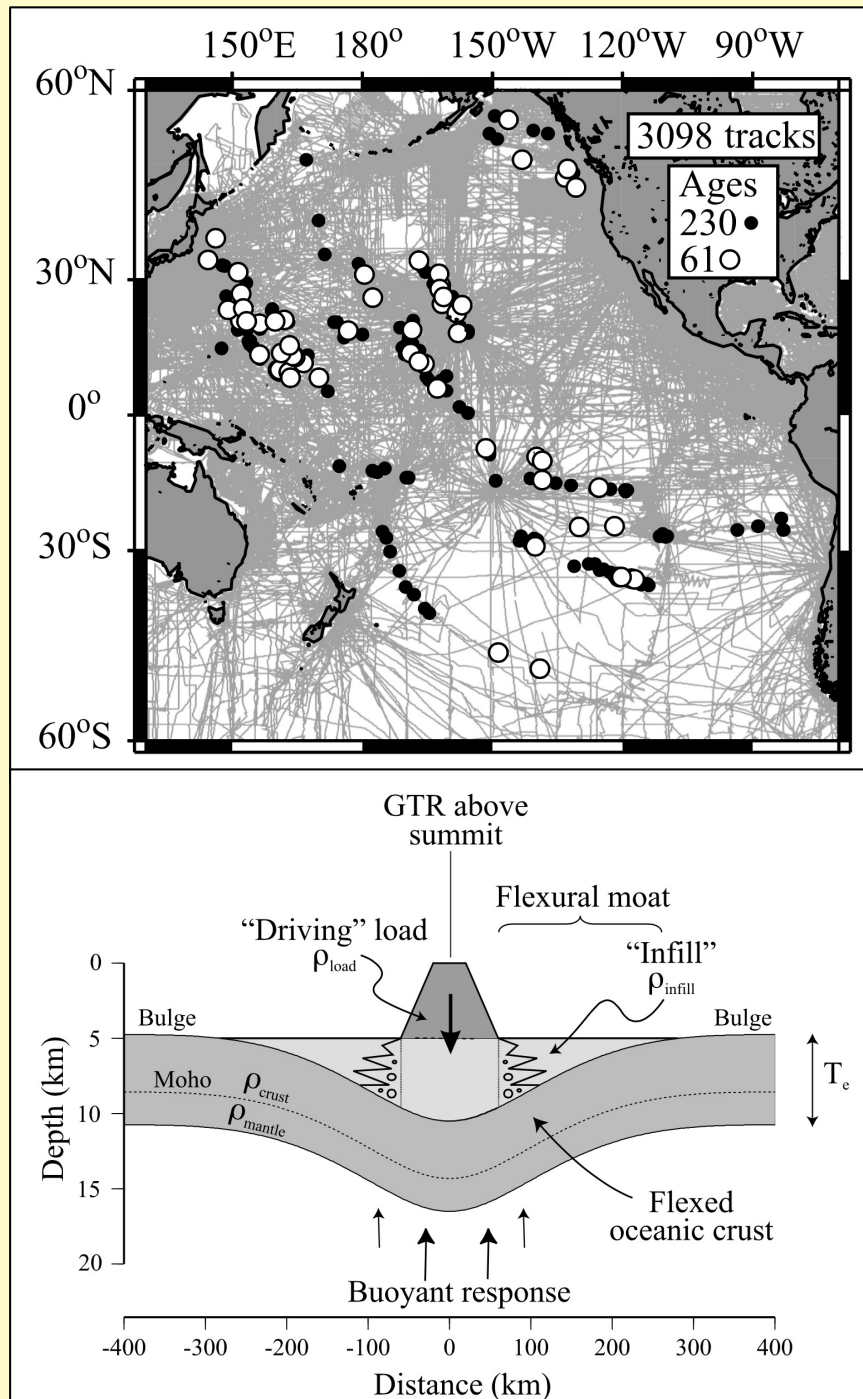 150°E 180° 150°W 120°W 90°W
60°N
3098 tracks
Ages
230
61
30°N
0°
30°S
60°S
GTR above
summit
Flexural moat
“Driving” load
ρload
“Infill”
ρinfill
0
Bulge
Bulge
5
Moho
ρcrust
ρmantle
Te
10
Depth (km)
15
Flexed
oceanic crust
20
Buoyant response
-400 -300 -200 -100 0 100 200 300 400
Distance (km)